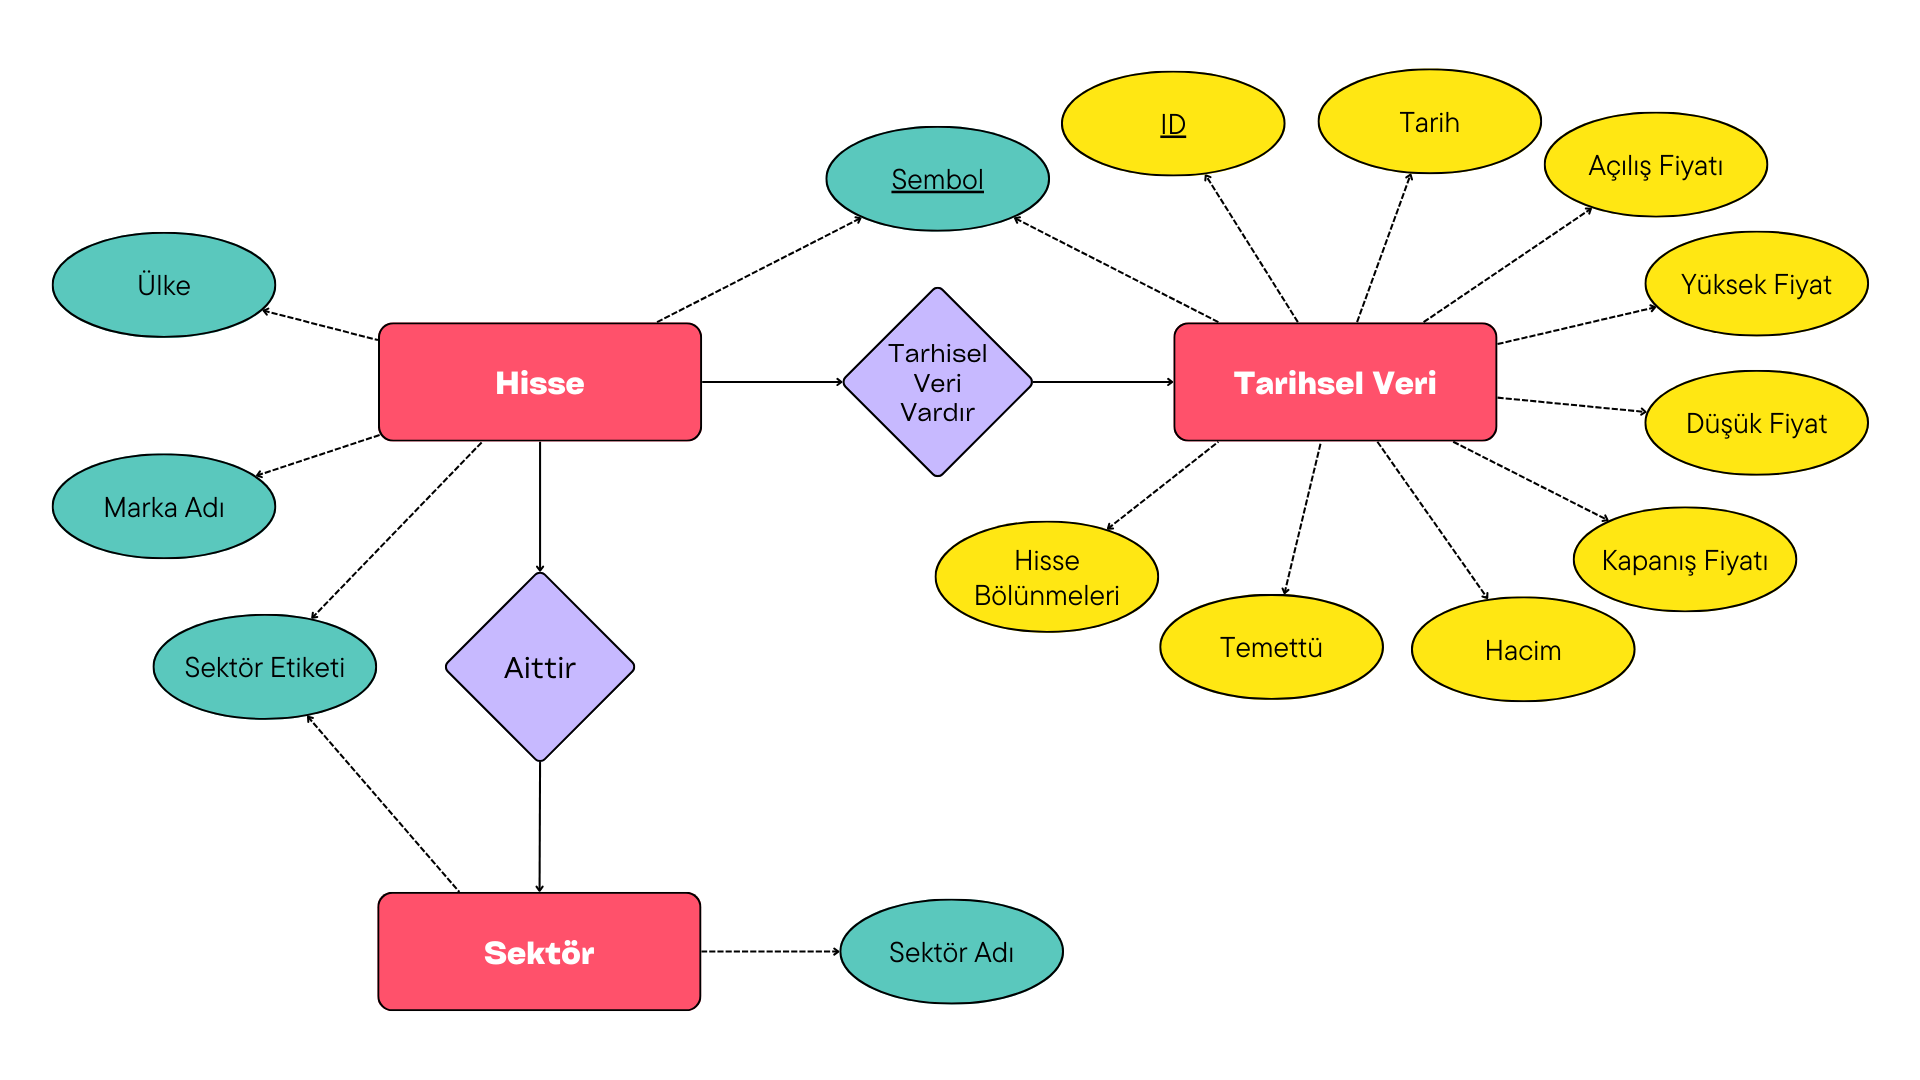 ID
Tarih
Açılış Fiyatı
Sembol
Ülke
Yüksek Fiyat
Hisse
Tarhisel
Veri
Vardır
Tarihsel Veri
Düşük Fiyat
Marka Adı
Hisse
Bölünmeleri
Kapanış Fiyatı
Temettü
Hacim
Sektör Etiketi
Aittir
Sektör
Sektör Adı